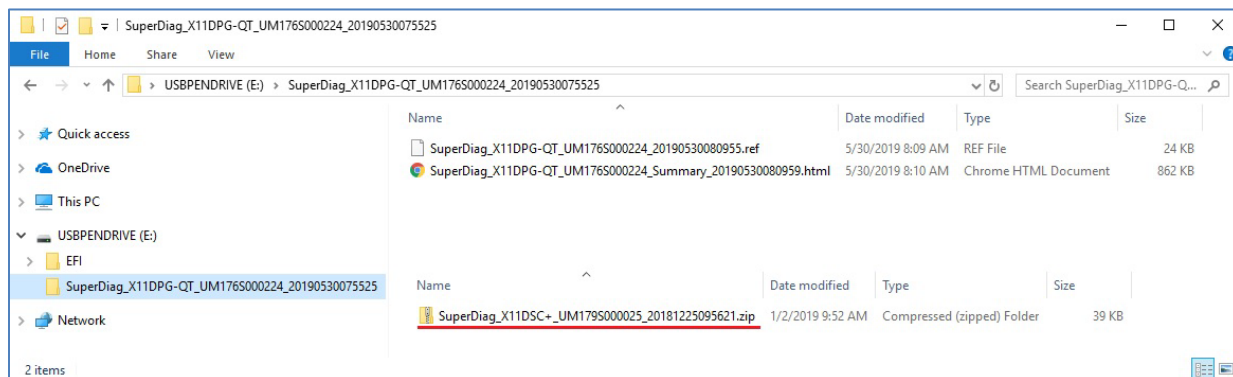 SuperDiag_X11DPG-QT_UM176S000224_20190530075525
File Home Share View
USBPENDRIVE (E:) SuperDiag_X11DPG-QT_UM176S000224_20190530075525 Search SuperDiag_X11DPG-Q...
Quick access
OneDrive
This PC
USBPENDRIVE (E:)
EFI
SuperDiag_X11DPG-QT_UM176S000224_20190530075525
Network
Name Date modified Type Size
SuperDiag_X11DPG-QT_UM176S000224_20190530080955.ref 5/30/2019 8:09 AM REF File 24 KB
SuperDiag_X11DPG-QT_UM176S000224_Summary_20190530080959.html 5/30/2019 8:10 AM Chrome HTML Document 862 KB
Name Date modified Type Size
SuperDiag_X11DSC+_UM179S000025_20181225095621.zip 1/2/2019 9:52 AM Compressed (zipped) Folder 39 KB
2 items